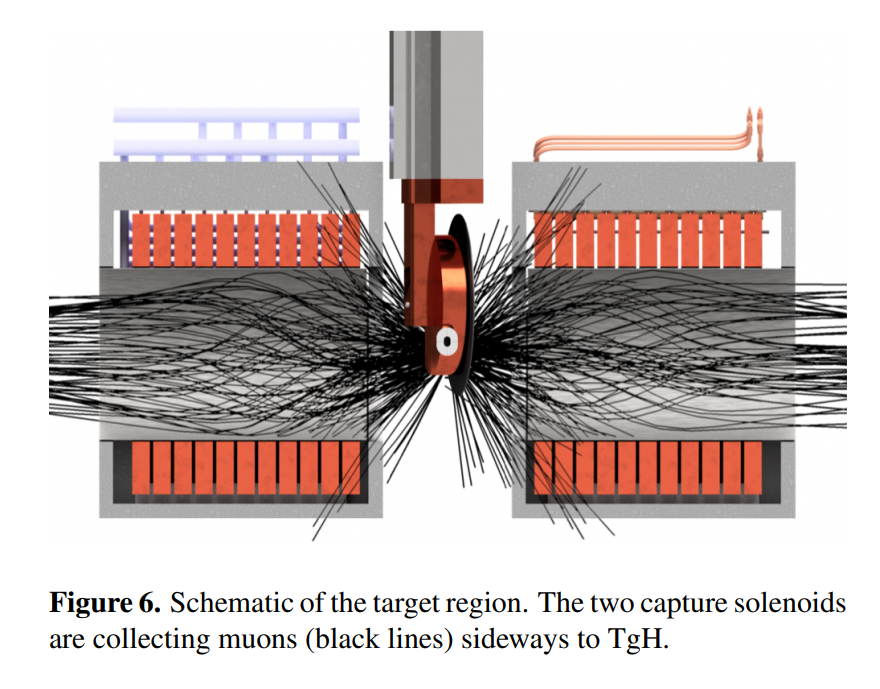 Figure 6. Schematic of the target region. The two capture solenoids
are collecting muons (black lines) sideways to TgH.